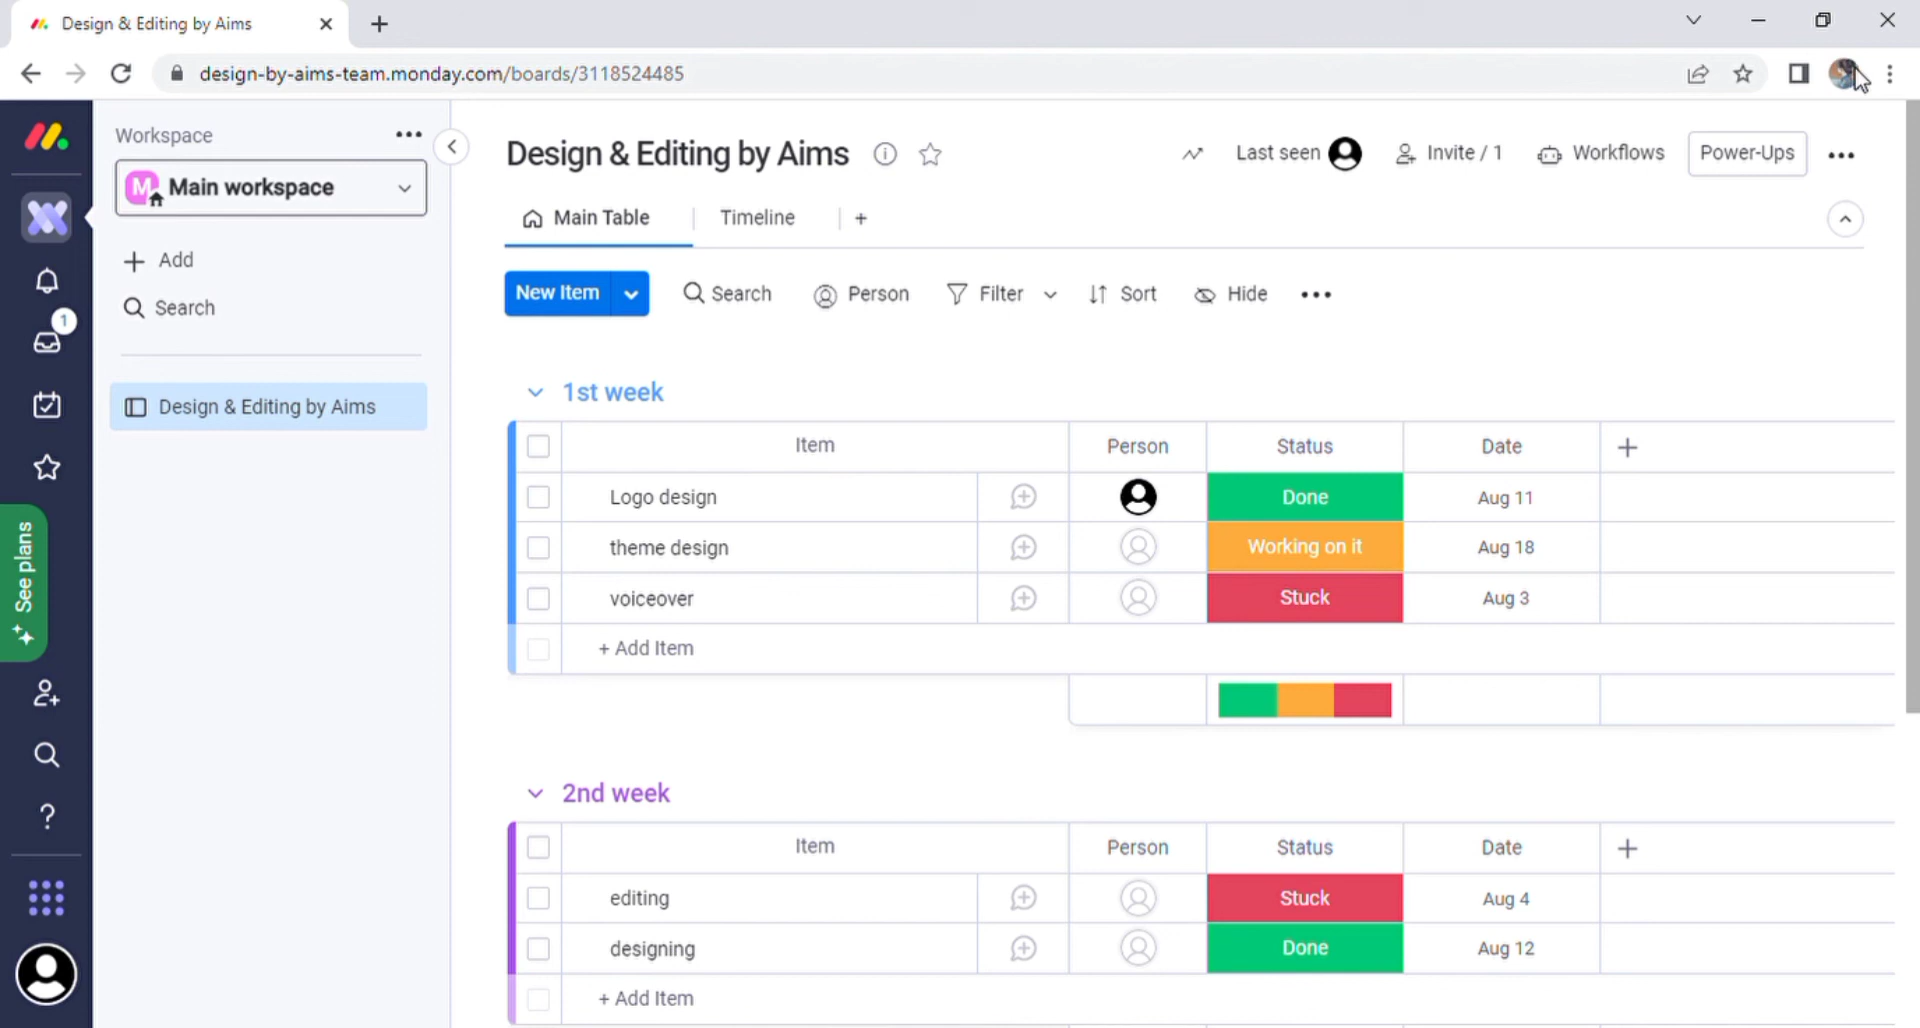 Design & Editing by Aims
design-by-aims-team.monday.com/boards/3118524485
Workspace
M Main workspace
Add
Search
Design & Editing by Aims
1
See plans
Design & Editing by Aims
Last seen
Invite / 1
Workflows
Power-Ups
Main Table
Timeline
New Item
Search
Person
Filter
Sort
Hide
1st week
Item Person Status Date
Logo design Done Aug 11
theme design Working on it Aug 18
voiceover Stuck Aug 3
+ Add Item
2nd week
Item Person Status Date
editing Stuck Aug 4
designing Done Aug 12
+ Add Item